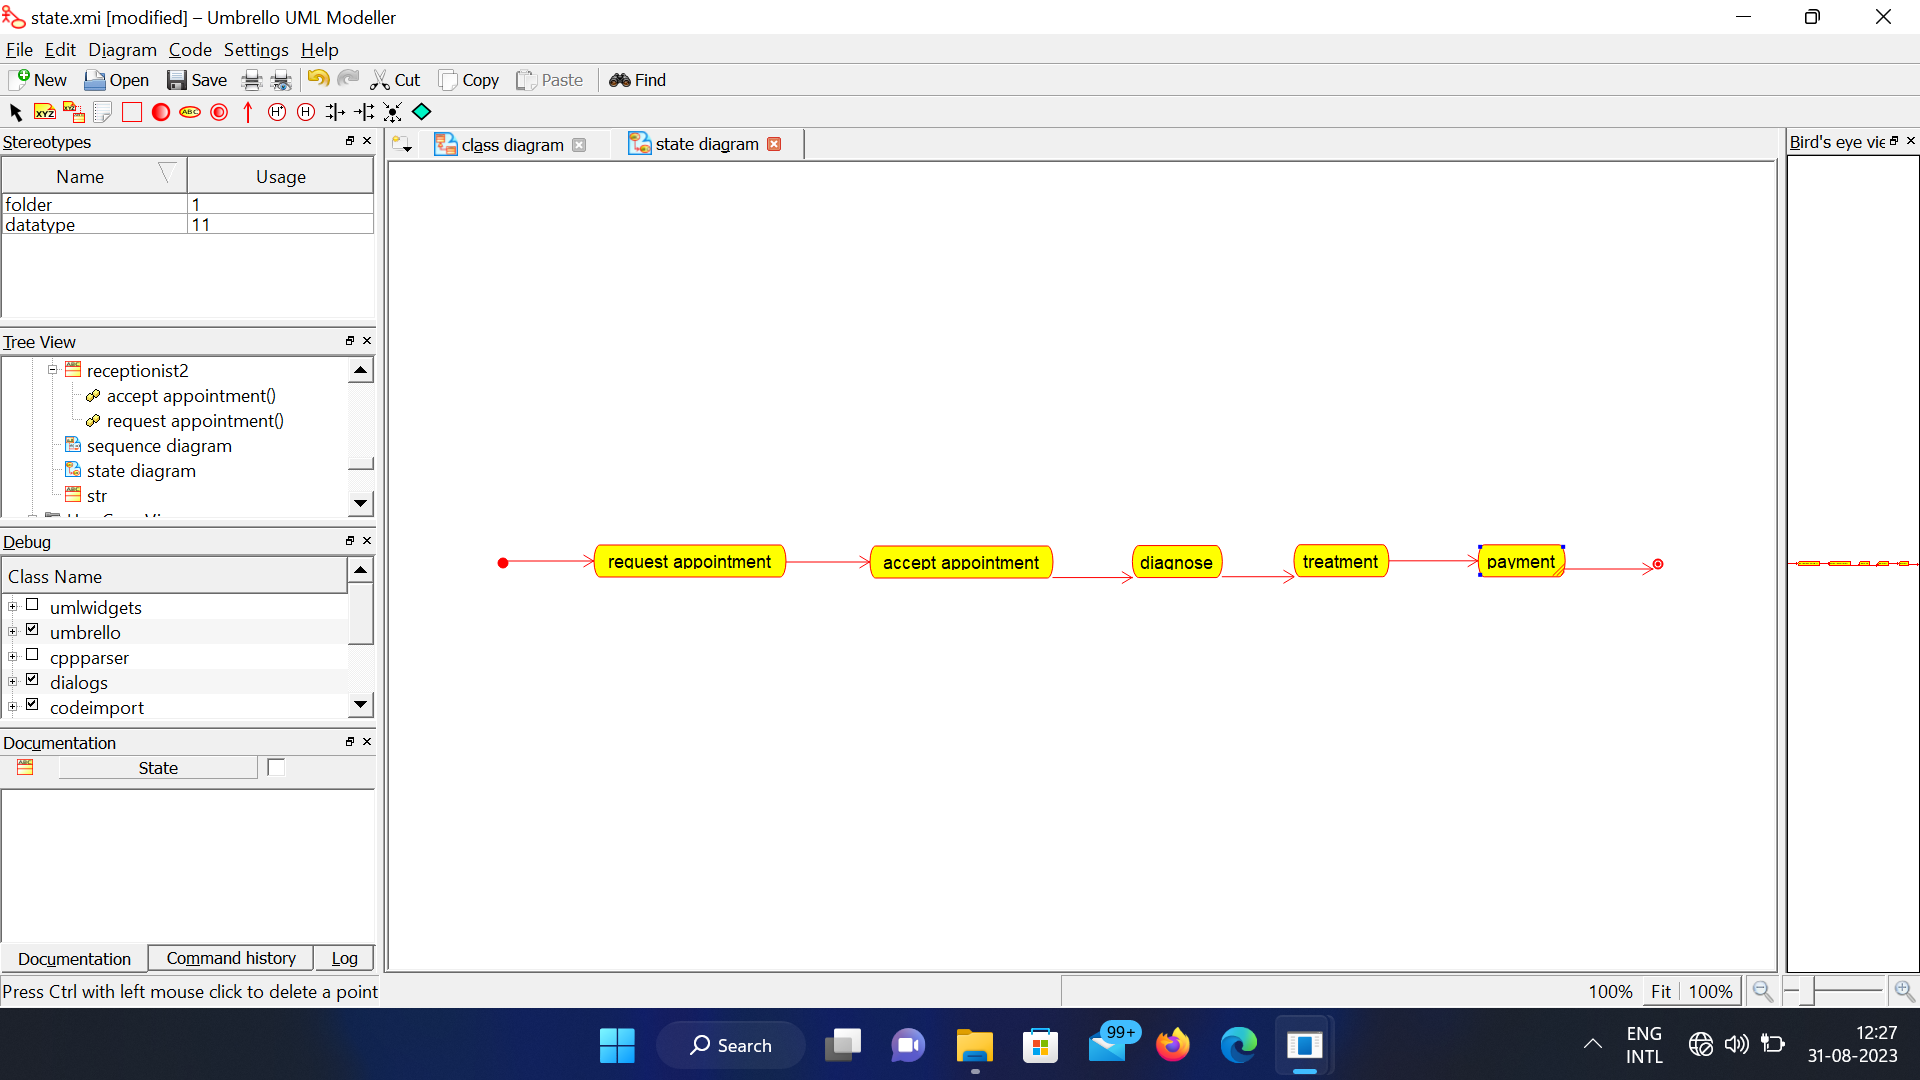 state.xmi [modified] – Umbrello UML Modeller
File Edit Diagram Code Settings Help
New Open Save Cut Copy Paste Find
XYZ ABC H* H
Stereotypes
Name Usage
folder 1
datatype 11
Tree View
receptionist2
accept appointment()
request appointment()
sequence diagram
state diagram
str
Debug
Class Name
umlwidgets
umbrello
cppparser
dialogs
codeimport
Documentation
State
Documentation Command history Log
Press Ctrl with left mouse click to delete a point
class diagram state diagram
request appointment accept appointment diagnose treatment payment
Bird's eye vie
100% Fit 100%
Search
99+
ENG
INTL
12:27
31-08-2023